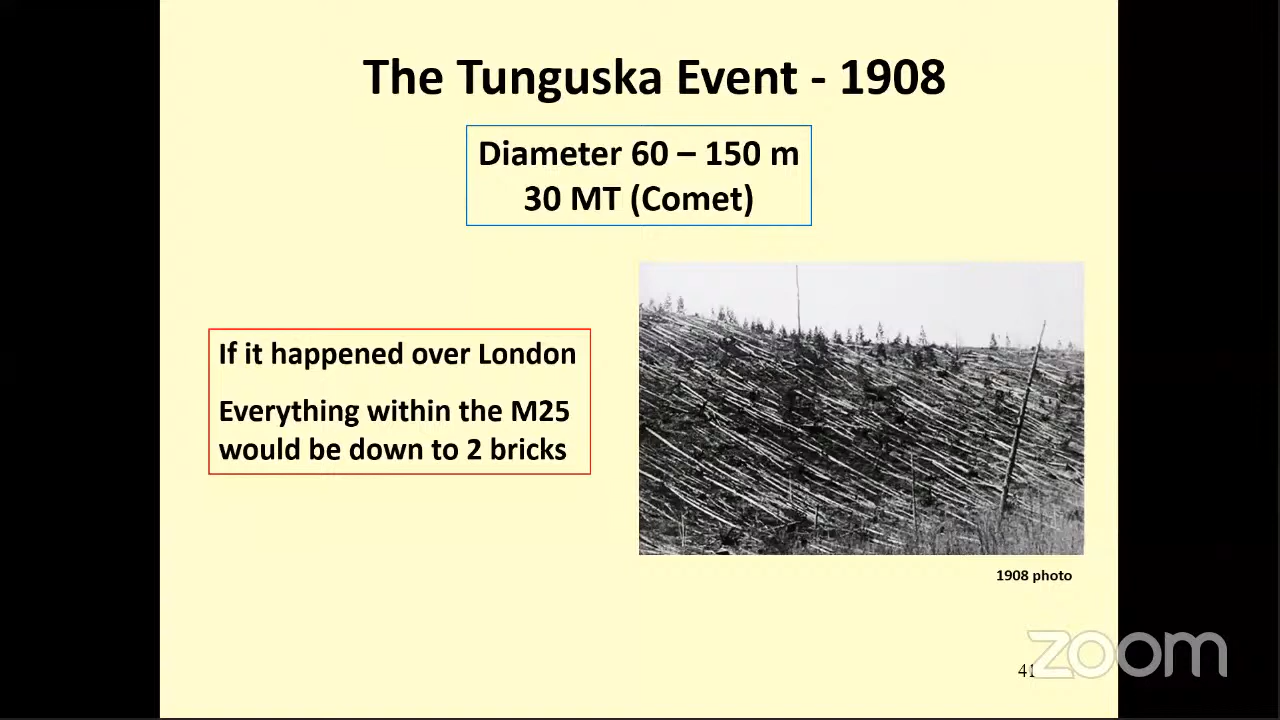 The Tunguska Event - 1908
Diameter 60 – 150 m
30 MT (Comet)
If it happened over London
Everything within the M25
would be down to 2 bricks
1908 photo
41
zoom